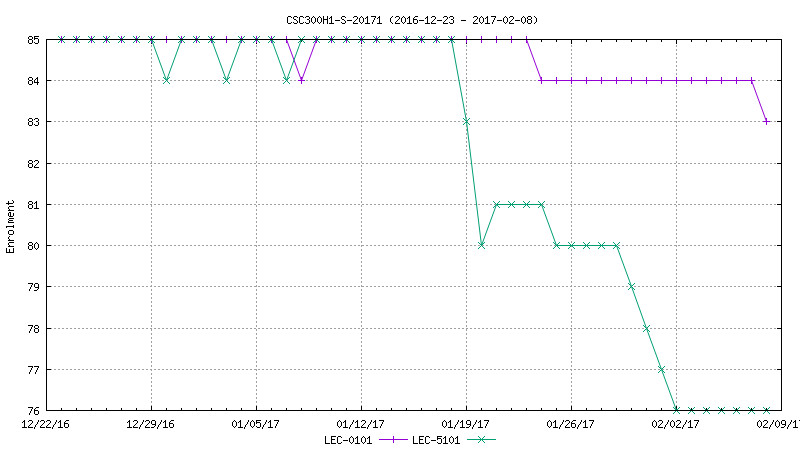 CSC300H1-S-20171 (2016-12-23 - 2017-02-08)
85
84
83
82
81
80
79
78
77
76
Enrolment
12/22/16 12/29/16 01/05/17 01/12/17 01/19/17 01/26/17 02/02/17 02/09/1
LEC-0101 LEC-5101